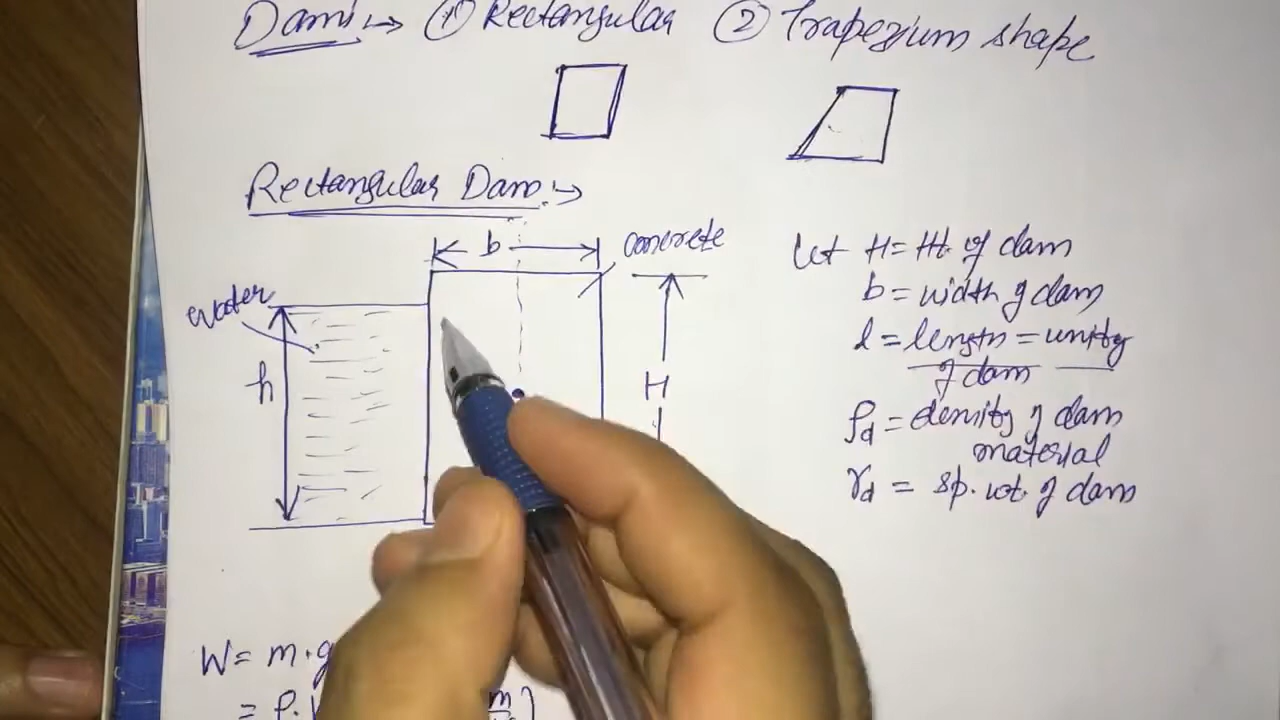 Dam:→ ① Rectangular ② Trapezium shape
Rectangular Dam:→
b
concrete
water
h
H
let H = Ht. of dam
b = width of dam
l = length = unity
of dam
ρd = density of dam
material
γd = sp. wt. of dam
W = m.g
= ρ.